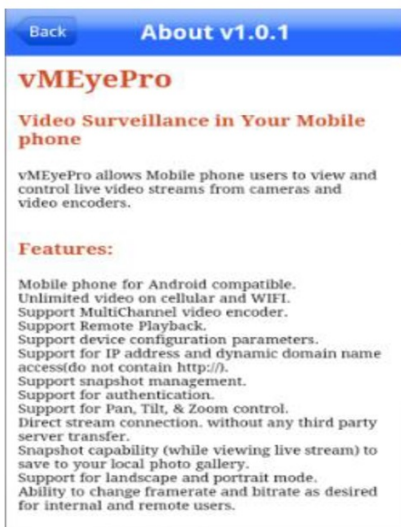 Back
About v1.0.1
vMEyePro
Video Surveillance in Your Mobile
phone
vMEyePro allows Mobile phone users to view and
control live video streams from cameras and
video encoders.
Features:
Mobile phone for Android compatible.
Unlimited video on cellular and WIFI.
Support MultiChannel video encoder.
Support Remote Playback.
Support device configuration parameters.
Support for IP address and dynamic domain name
access(do not contain http://).
Support snapshot management.
Support for authentication.
Support for Pan, Tilt, & Zoom control.
Direct stream connection. without any third party
server transfer.
Snapshot capability (while viewing live stream) to
save to your local photo gallery.
Support for landscape and portrait mode.
Ability to change framerate and bitrate as desired
for internal and remote users.